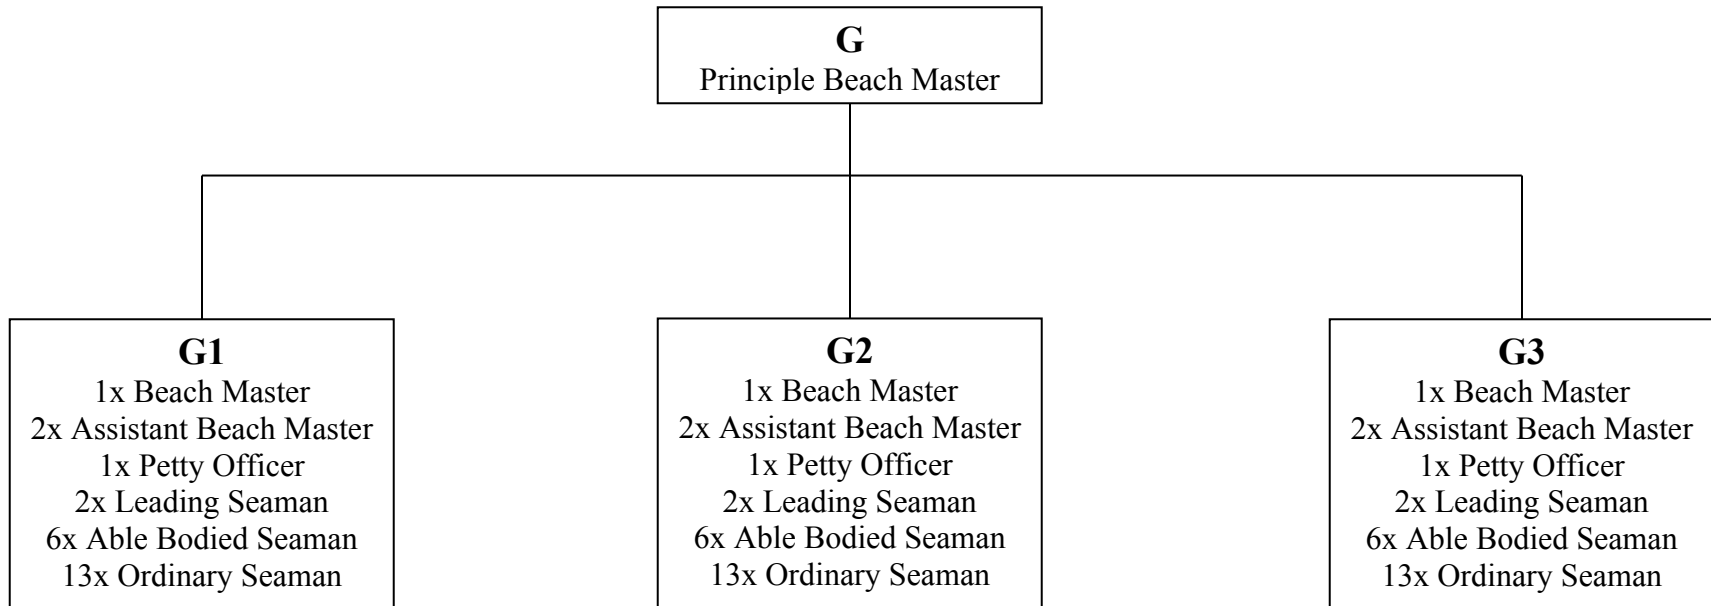 G
Principle Beach Master
G1
1x Beach Master
2x Assistant Beach Master
1x Petty Officer
2x Leading Seaman
6x Able Bodied Seaman
13x Ordinary Seaman
G2
1x Beach Master
2x Assistant Beach Master
1x Petty Officer
2x Leading Seaman
6x Able Bodied Seaman
13x Ordinary Seaman
G3
1x Beach Master
2x Assistant Beach Master
1x Petty Officer
2x Leading Seaman
6x Able Bodied Seaman
13x Ordinary Seaman